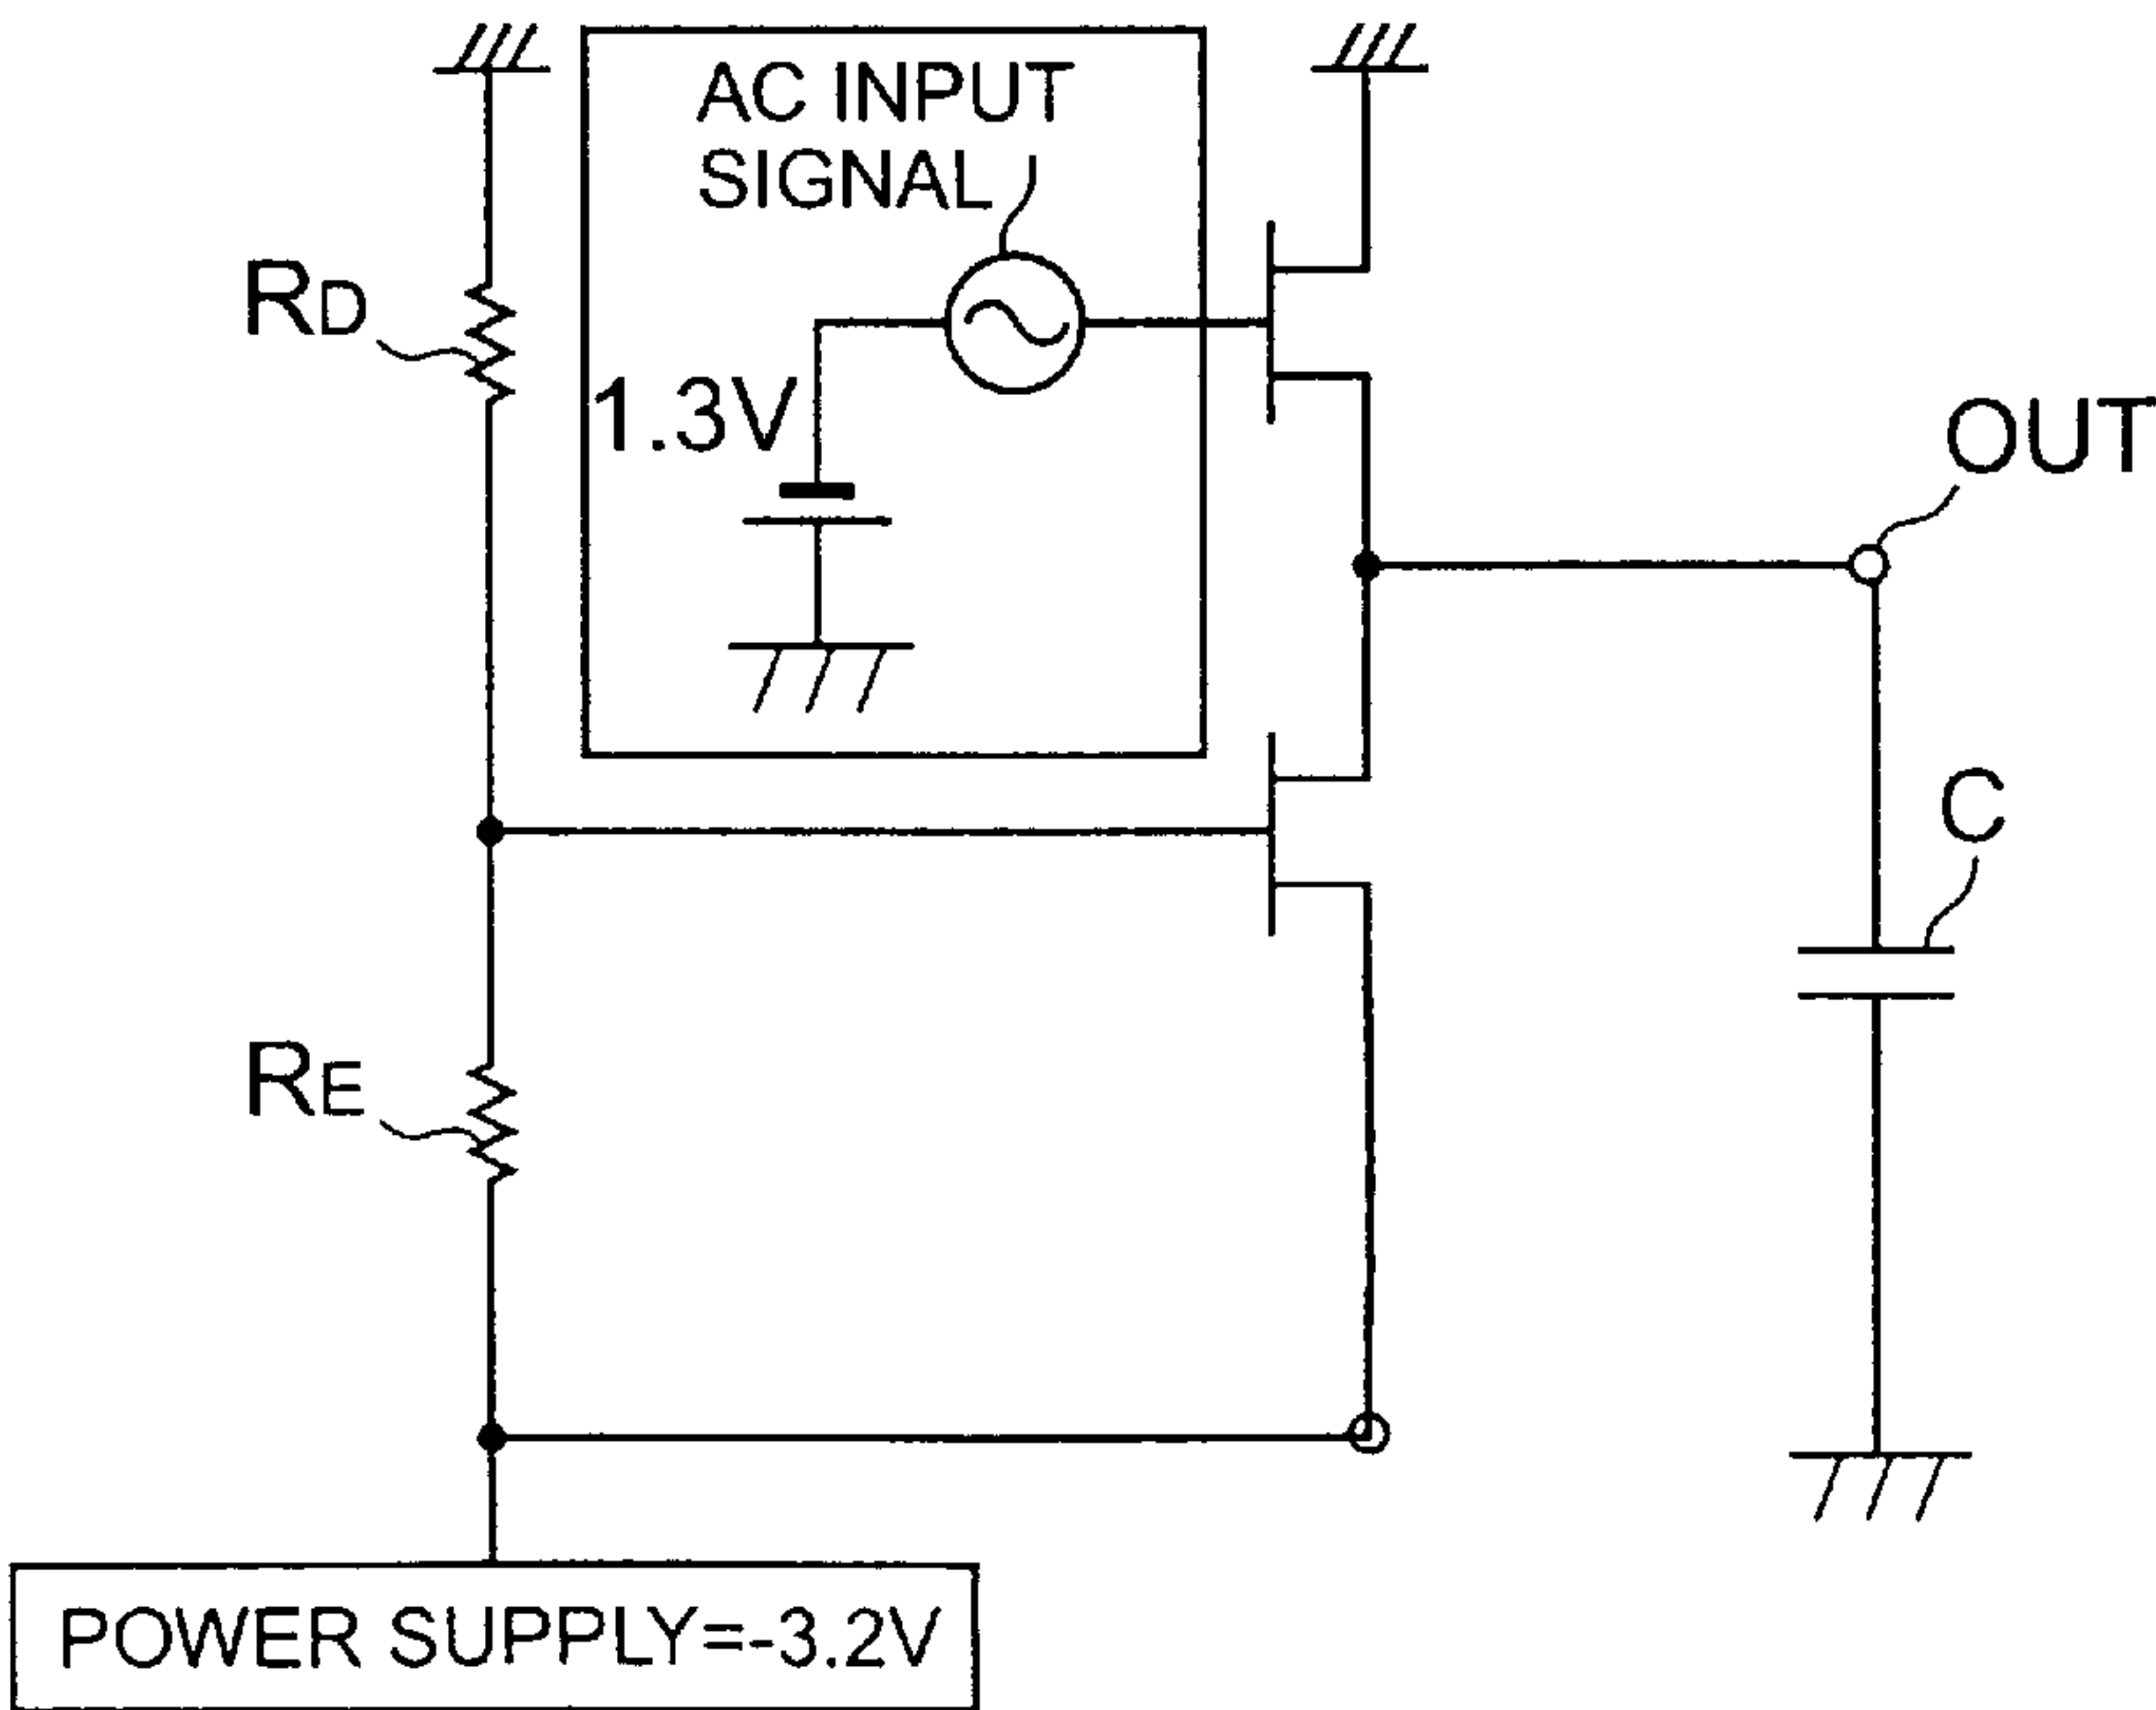 AC INPUT
SIGNAL
RD
1.3V
OUT
C
RE
POWER SUPPLY=-3.2V